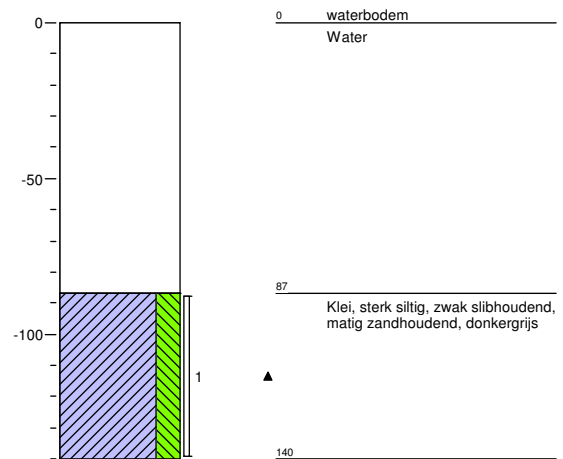 0
waterbodem
0
Water
-50
87
Klei, sterk siltig, zwak slibhoudend,
matig zandhoudend, donkergrijs
-100
1
140